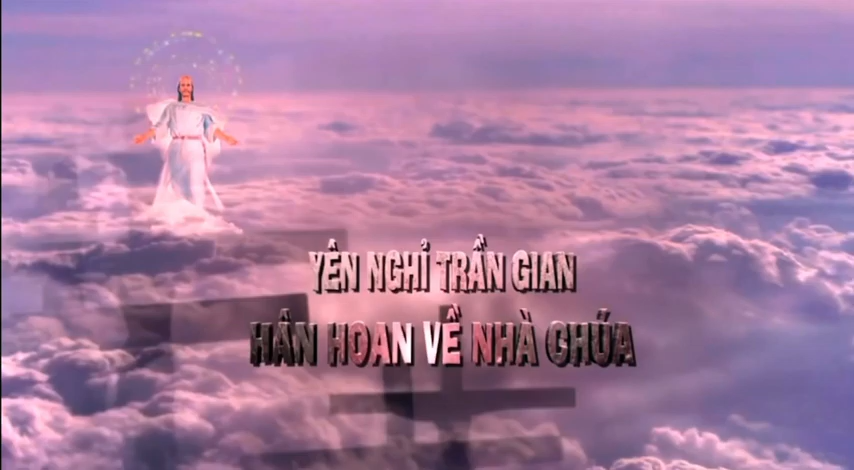 YÊN NGHỈ TRẦN GIAN
HÂN HOAN VỀ NHÀ CHÚA